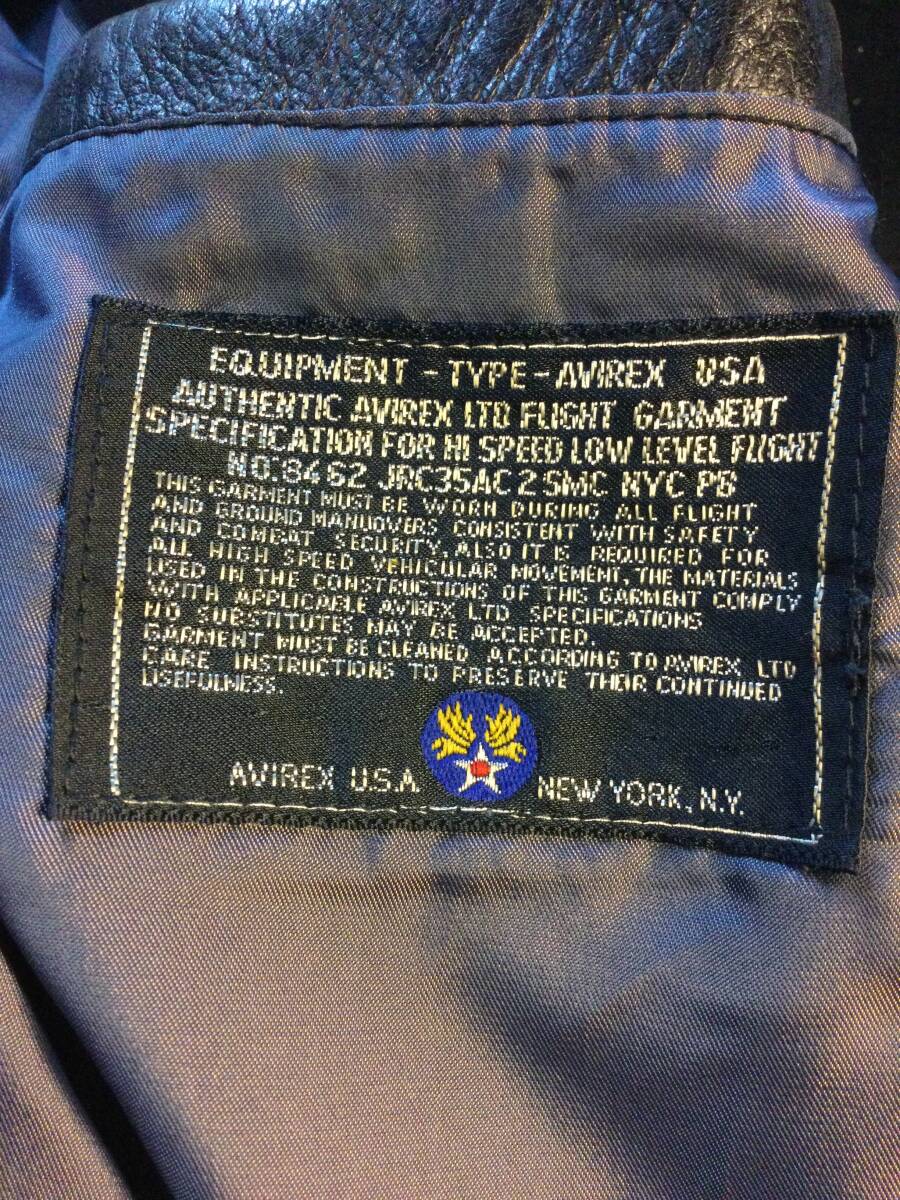 EQUIPMENT - TYPE - AVIREX USA
AUTHENTIC AVIREX LTD FLIGHT GARMENT
SPECIFICATION FOR HI SPEED LOW LEVEL FLIGHT
NO. 8462 JRC35AC2 SMC NYC PB
THIS GARMENT MUST BE WORN DURING ALL FLIGHT
AND GROUND MANUOVERS CONSISTENT WITH SAFETY
AND COMBAT SECURITY. ALSO IT IS REQUIRED FOR
ALL HIGH SPEED VEHICULAR MOVEMENT. THE MATERIALS
USED IN THE CONSTRUCTIONS OF THIS GARMENT COMPLY
WITH APPLICABLE AVIREX LTD SPECIFICATIONS
NO SUBSTITUTES MAY BE ACCEPTED.
GARMENT MUST BE CLEANED ACCORDING TO AVIREX LTD
CARE INSTRUCTIONS TO PRESERVE THEIR CONTINUED
USEFULNESS.
AVIREX U.S.A. NEW YORK, N.Y.